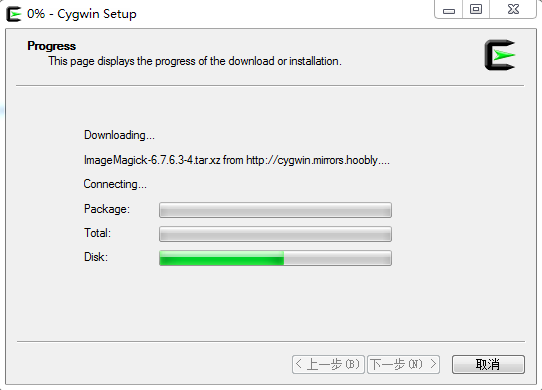 0% - Cygwin Setup
Progress
This page displays the progress of the download or installation.
Downloading...
ImageMagick-6.7.6.3-4.tar.xz from http://cygwin.mirrors.hoobly....
Connecting...
Package:
Total:
Disk:
< 上一步(B) 下一步(N) > 取消